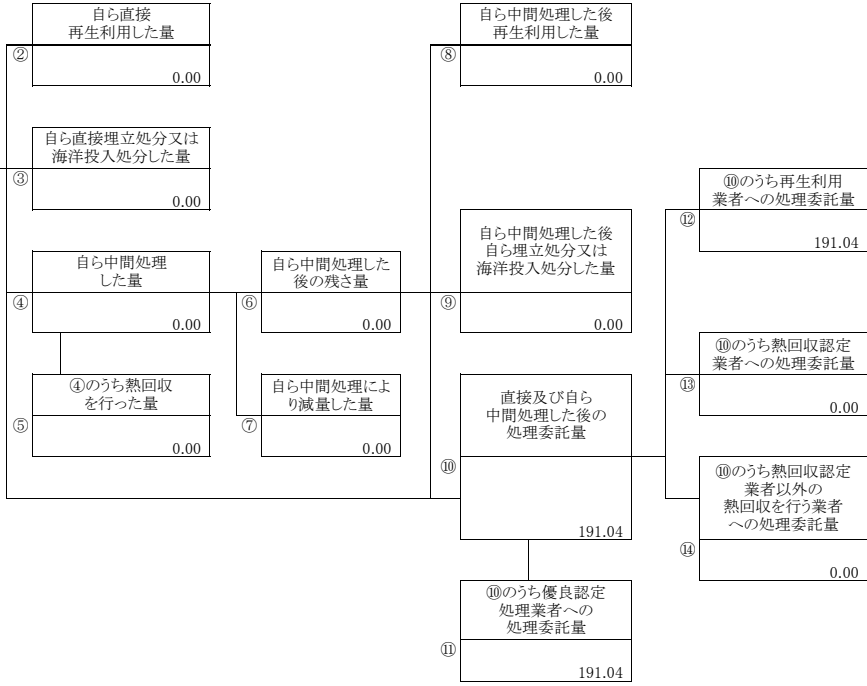 自ら直接
再生利用した量
②
0.00
自ら直接埋立処分又は
海洋投入処分した量
③
0.00
自ら中間処理
した量
④
0.00
④のうち熱回収
を行った量
⑤
0.00
自ら中間処理した
後の残さ量
⑥
0.00
自ら中間処理によ
り減量した量
⑦
0.00
自ら中間処理した後
再生利用した量
⑧
0.00
自ら中間処理した後
自ら埋立処分又は
海洋投入処分した量
⑨
0.00
直接及び自ら
中間処理した後の
処理委託量
⑩
191.04
⑩のうち優良認定
処理業者への
処理委託量
⑪
191.04
⑩のうち再生利用
業者への処理委託量
⑫
191.04
⑩のうち熱回収認定
業者への処理委託量
⑬
0.00
⑩のうち熱回収認定
業者以外の
熱回収を行う業者
への処理委託量
⑭
0.00